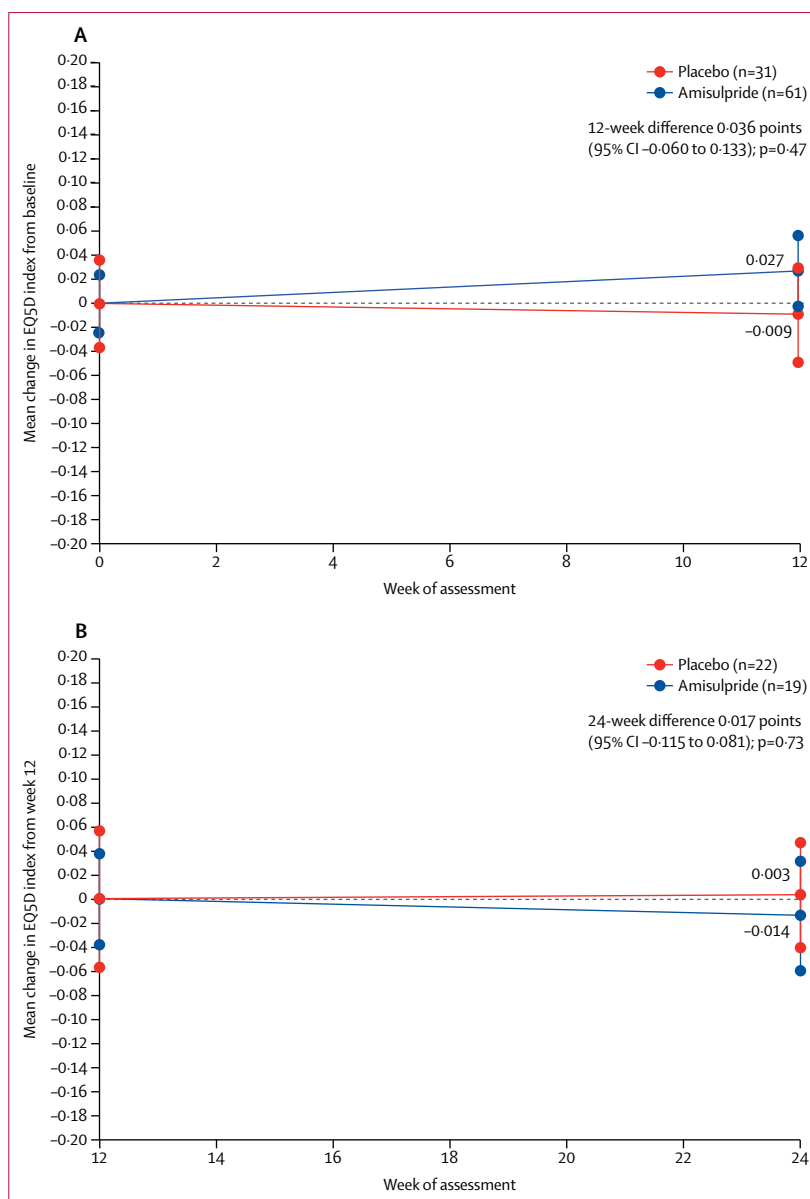 A
0·20
0·18
0·16
0·14
0·12
0·10
0·08
0·06
0·04
0·02
0
–0·02
–0·04
–0·06
–0·08
–0·10
–0·12
–0·14
–0·16
–0·18
–0·20
Mean change in EQ5D index from baseline
Placebo (n=31)
Amisulpride (n=61)
12-week difference 0·036 points
(95% CI –0·060 to 0·133); p=0·47
0·027
–0·009
0 2 4 6 8 10 12
Week of assessment
B
0·20
0·18
0·16
0·14
0·12
0·10
0·08
0·06
0·04
0·02
0
–0·02
–0·04
–0·06
–0·08
–0·10
–0·12
–0·14
–0·16
–0·18
–0·20
Mean change in EQ5D index from week 12
Placebo (n=22)
Amisulpride (n=19)
24-week difference 0·017 points
(95% CI –0·115 to 0·081); p=0·73
0·003
–0·014
12 14 16 18 20 22 24
Week of assessment